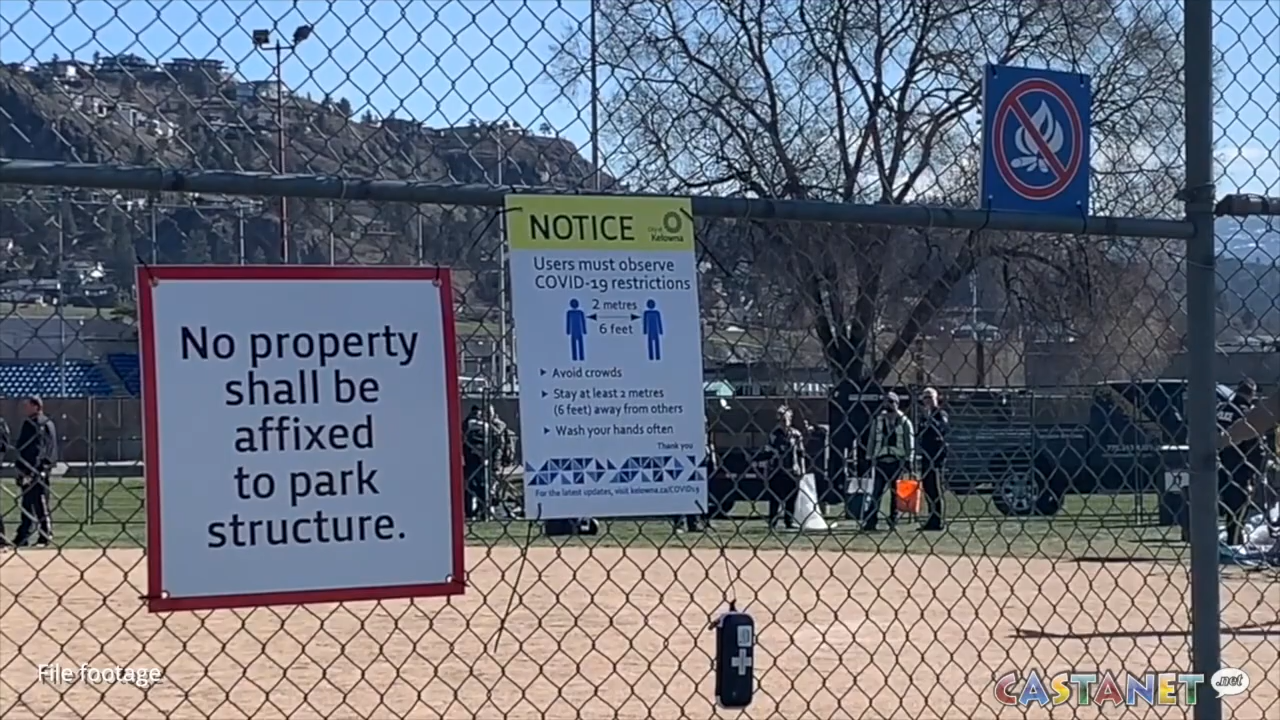 NOTICE
City of
Kelowna
Users must observe
COVID-19 restrictions
2 metres
6 feet
Avoid crowds
Stay at least 2 metres
(6 feet) away from others
Wash your hands often
Thank you
For the latest updates, visit kelowna.ca/COVID19
No property
shall be
affixed
to park
structure.
File footage
CASTANET
.net